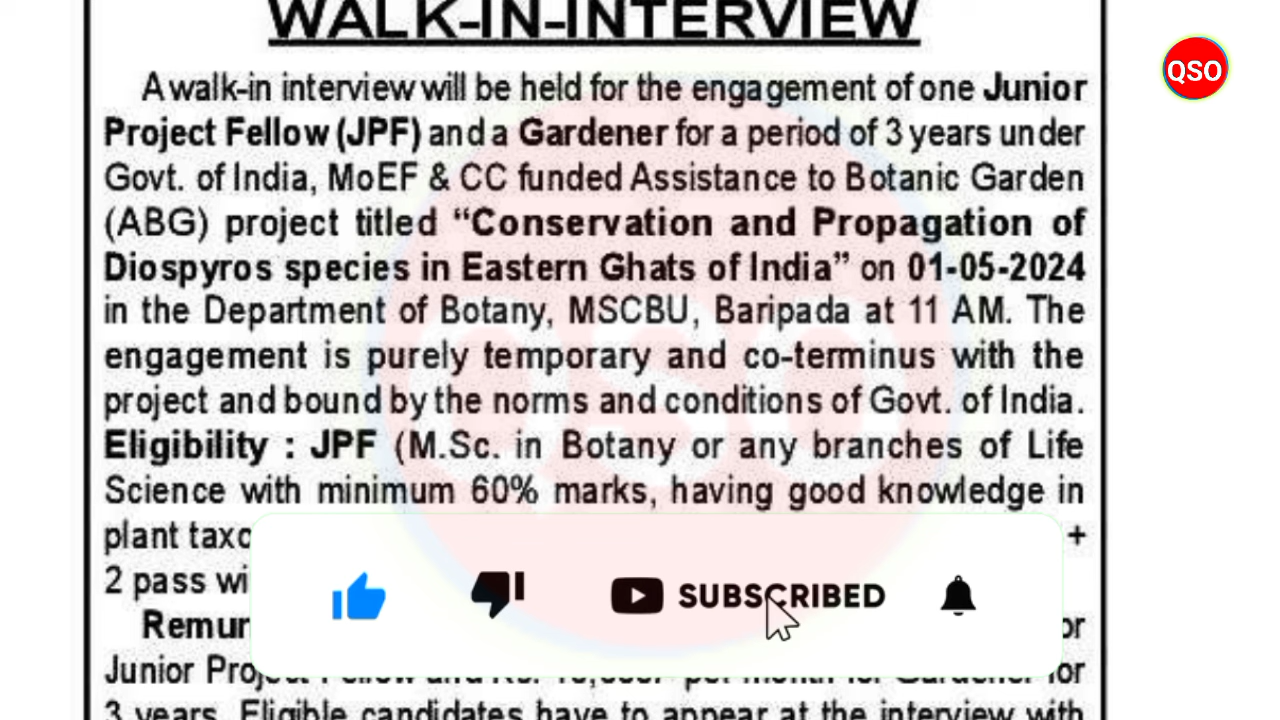 WALK-IN-INTERVIEW
QSO
A walk-in interview will be held for the engagement of one Junior
Project Fellow (JPF) and a Gardener for a period of 3 years under
Govt. of India, MoEF & CC funded Assistance to Botanic Garden
(ABG) project titled “Conservation and Propagation of
Diospyros species in Eastern Ghats of India” on 01-05-2024
in the Department of Botany, MSCBU, Baripada at 11 AM. The
engagement is purely temporary and co-terminus with the
project and bound by the norms and conditions of Govt. of India.
Eligibility : JPF (M.Sc. in Botany or any branches of Life
Science with minimum 60% marks, having good knowledge in
plant +
2 pass
SUBSCRIBED
Junior Fellow and Rs. per month for Gardener for
3 years. Eligible candidates have to appear at the interview with
QSO